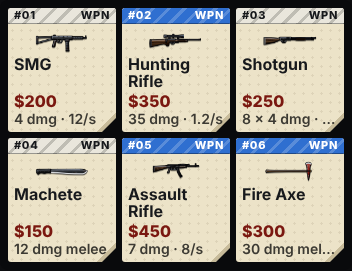 #01 WPN
SMG
$200
4 dmg · 12/s
#02 WPN
Hunting
Rifle
$350
35 dmg · 1.2/s
#03 WPN
Shotgun
$250
8 × 4 dmg · ...
#04 WPN
Machete
$150
12 dmg melee
#05 WPN
Assault
Rifle
$450
7 dmg · 8/s
#06 WPN
Fire Axe
$300
30 dmg mel...